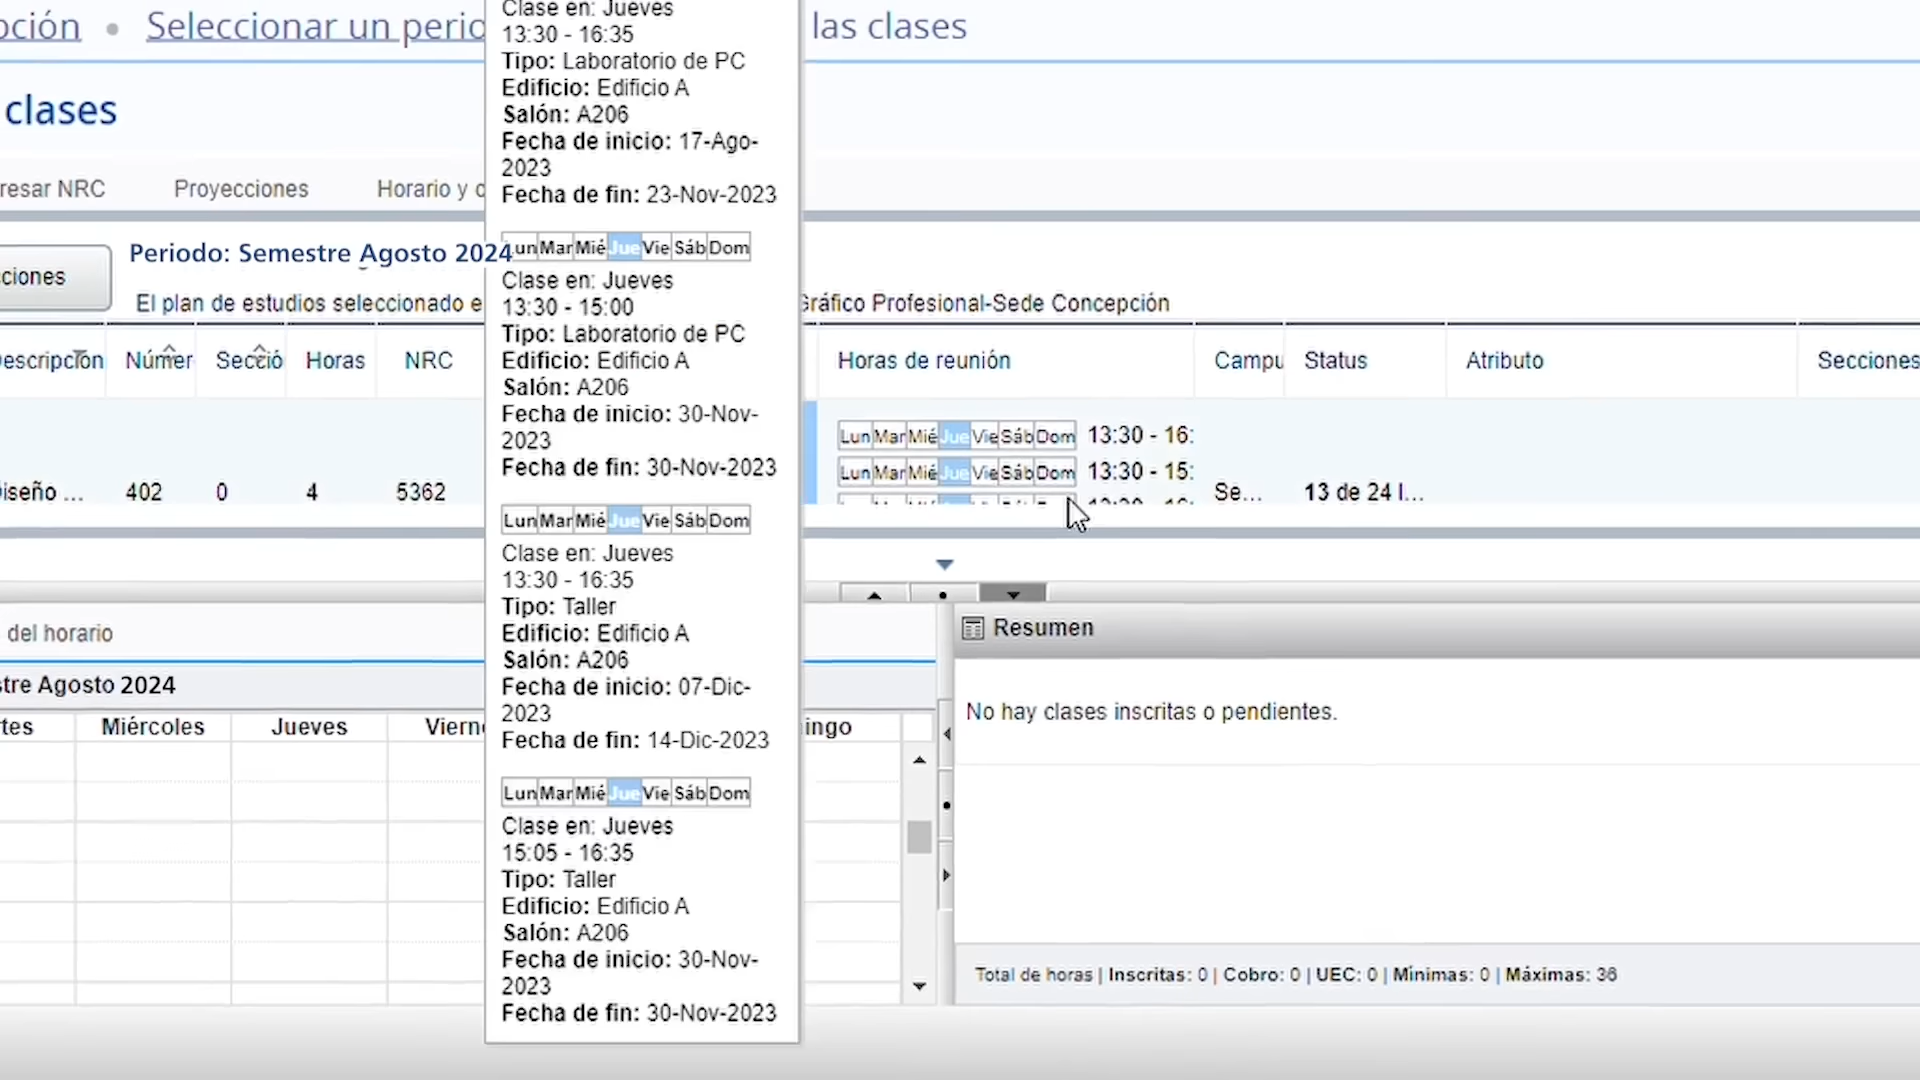 pción • Seleccionar un perio las clases
clases
resar NRC Proyecciones Horario y c
ciones
Periodo: Semestre Agosto 2024
El plan de estudios seleccionado e Gráfico Profesional-Sede Concepción
Descripción Númer Secció Horas NRC Horas de reunión Campu Status Atributo Secciones
Diseño ... 402 0 4 5362 Se... 13 de 24 l...
Lun Mar Mié Jue Vie Sáb Dom 13:30 - 16:
Lun Mar Mié Jue Vie Sáb Dom 13:30 - 15:
Clase en: Jueves
13:30 - 16:35
Tipo: Laboratorio de PC
Edificio: Edificio A
Salón: A206
Fecha de inicio: 17-Ago-
2023
Fecha de fin: 23-Nov-2023
Lun Mar Mié Jue Vie Sáb Dom
Clase en: Jueves
13:30 - 15:00
Tipo: Laboratorio de PC
Edificio: Edificio A
Salón: A206
Fecha de inicio: 30-Nov-
2023
Fecha de fin: 30-Nov-2023
Lun Mar Mié Jue Vie Sáb Dom
Clase en: Jueves
13:30 - 16:35
Tipo: Taller
Edificio: Edificio A
Salón: A206
Fecha de inicio: 07-Dic-
2023
Fecha de fin: 14-Dic-2023
Lun Mar Mié Jue Vie Sáb Dom
Clase en: Jueves
15:05 - 16:35
Tipo: Taller
Edificio: Edificio A
Salón: A206
Fecha de inicio: 30-Nov-
2023
Fecha de fin: 30-Nov-2023
del horario
stre Agosto 2024
tes Miércoles Jueves Vierne ingo
Resumen
No hay clases inscritas o pendientes.
Total de horas | Inscritas: 0 | Cobro: 0 | UEC: 0 | Mínimas: 0 | Máximas: 36